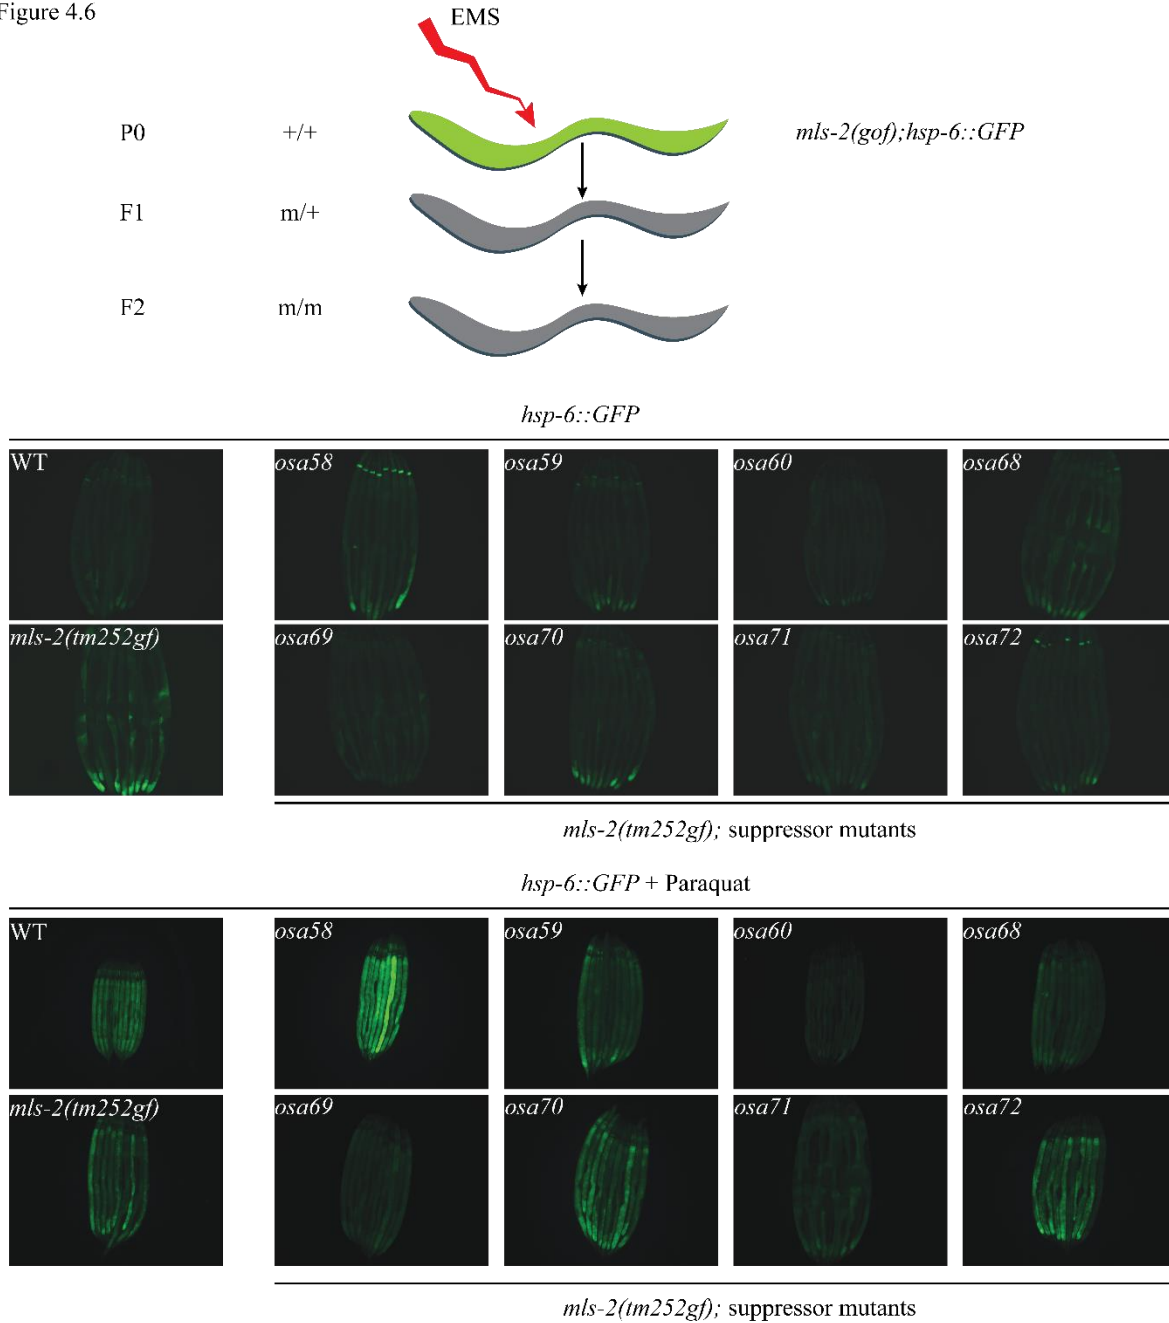 Figure 4.6
EMS
P0 +/+ mls-2(gof);hsp-6::GFP
F1 m/+
F2 m/m
hsp-6::GFP
WT osa58 osa59 osa60 osa68
mls-2(tm252gf) osa69 osa70 osa71 osa72
mls-2(tm252gf); suppressor mutants
hsp-6::GFP + Paraquat
WT osa58 osa59 osa60 osa68
mls-2(tm252gf) osa69 osa70 osa71 osa72
mls-2(tm252gf); suppressor mutants